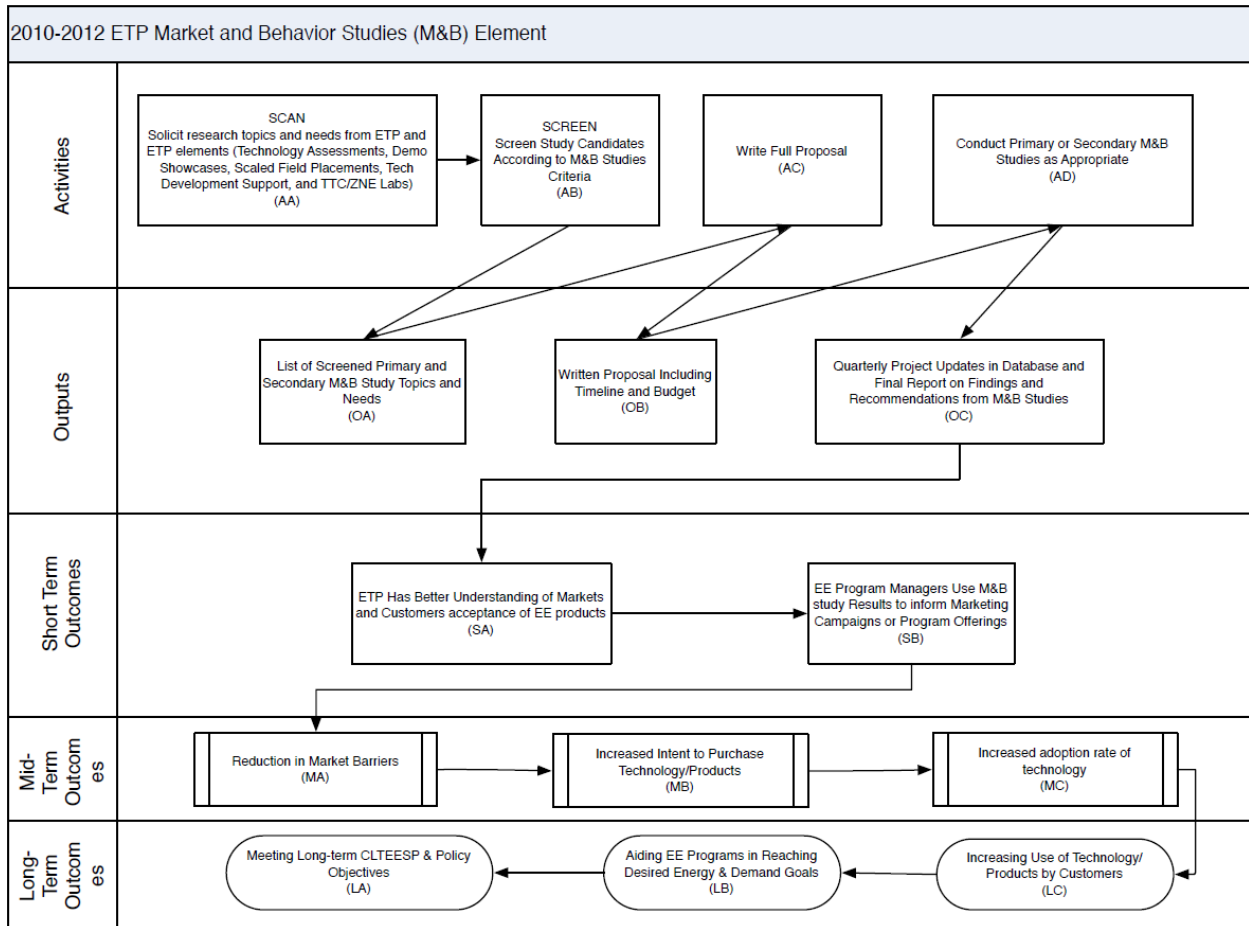 2010-2012 ETP Market and Behavior Studies (M&B) Element
Activities
SCAN
Solicit research topics and needs from ETP and
ETP elements (Technology Assessments, Demo
Showcases, Scaled Field Placements, Tech
Development Support, and TTC/ZNE Labs)
(AA)
SCREEN
Screen Study Candidates
According to M&B Studies
Criteria
(AB)
Write Full Proposal
(AC)
Conduct Primary or Secondary M&B
Studies as Appropriate
(AD)
Outputs
List of Screened Primary and
Secondary M&B Study Topics and
Needs
(OA)
Written Proposal Including
Timeline and Budget
(OB)
Quarterly Project Updates in Database and
Final Report on Findings and
Recommendations from M&B Studies
(OC)
Short Term
Outcomes
ETP Has Better Understanding of Markets
and Customers acceptance of EE products
(SA)
EE Program Managers Use M&B
study Results to inform Marketing
Campaigns or Program Offerings
(SB)
Mid-
Term
Outcom
es
Reduction in Market Barriers
(MA)
Increased Intent to Purchase
Technology/Products
(MB)
Increased adoption rate of
technology
(MC)
Long-
Term
Outcom
es
Meeting Long-term CLTEESP & Policy
Objectives
(LA)
Aiding EE Programs in Reaching
Desired Energy & Demand Goals
(LB)
Increasing Use of Technology/
Products by Customers
(LC)